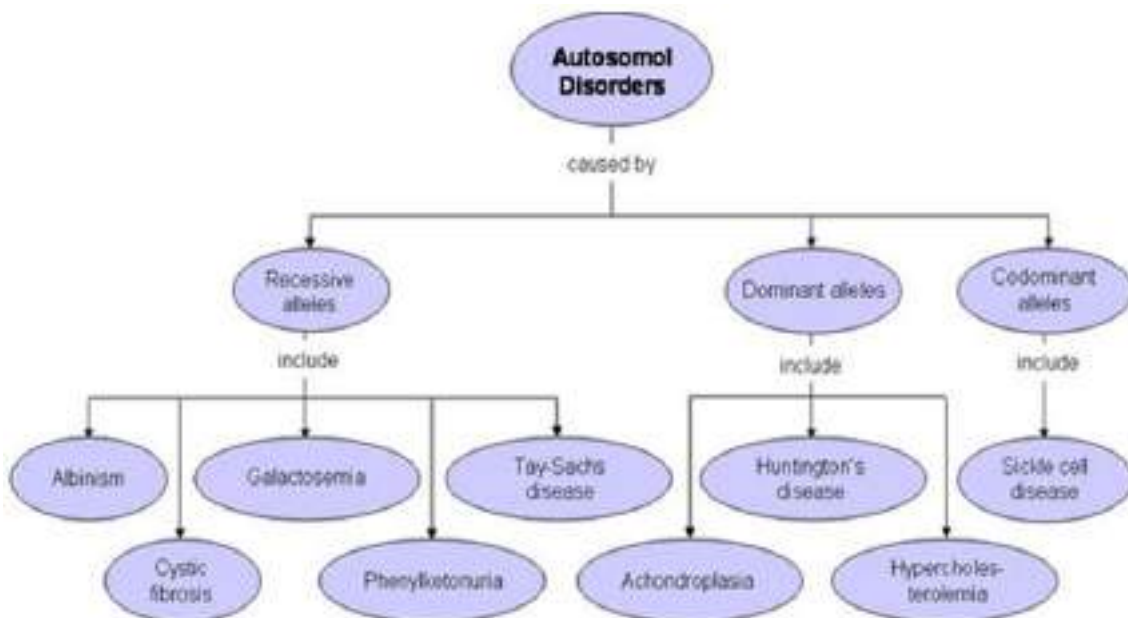 Autosomol
Disorders
caused by
Recessive
alleles
Dominant alleles
Codominant
alleles
include
include
include
Albinism
Galactosemia
Tay-Sachs
disease
Huntington's
disease
Sickle cell
disease
Cystic
fibrosis
Phenylketonuria
Achondroplasia
Hypercholes-
terolemia